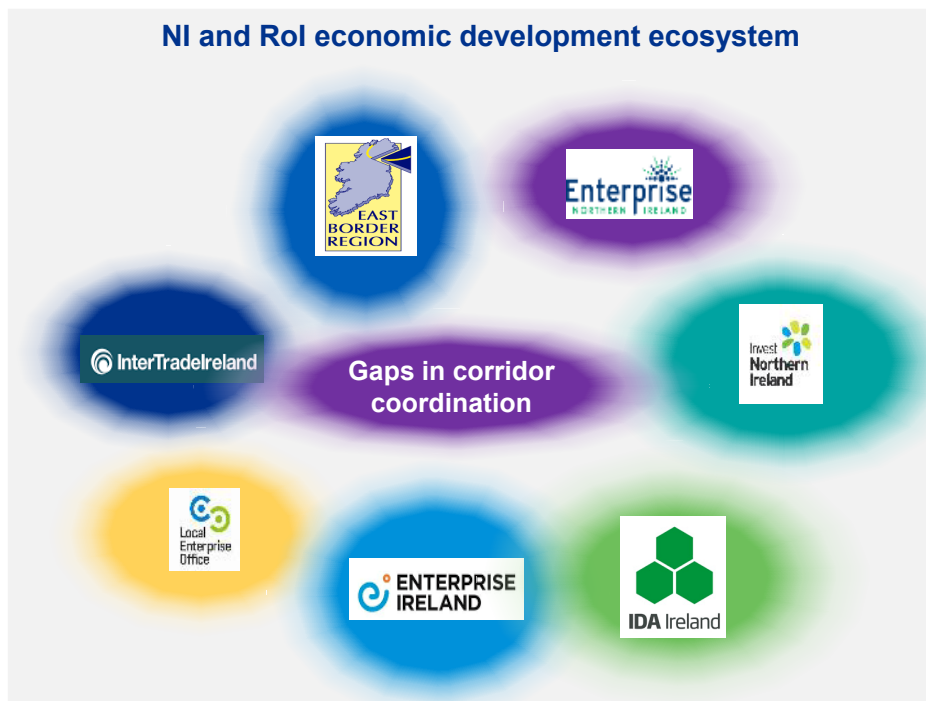 NI and RoI economic development ecosystem
EAST
BORDER
REGION
Enterprise
NORTHERN IRELAND
InterTradeIreland
Gaps in corridor
coordination
Invest
Northern
Ireland
Local
Enterprise
Office
ENTERPRISE
IRELAND
IDA Ireland